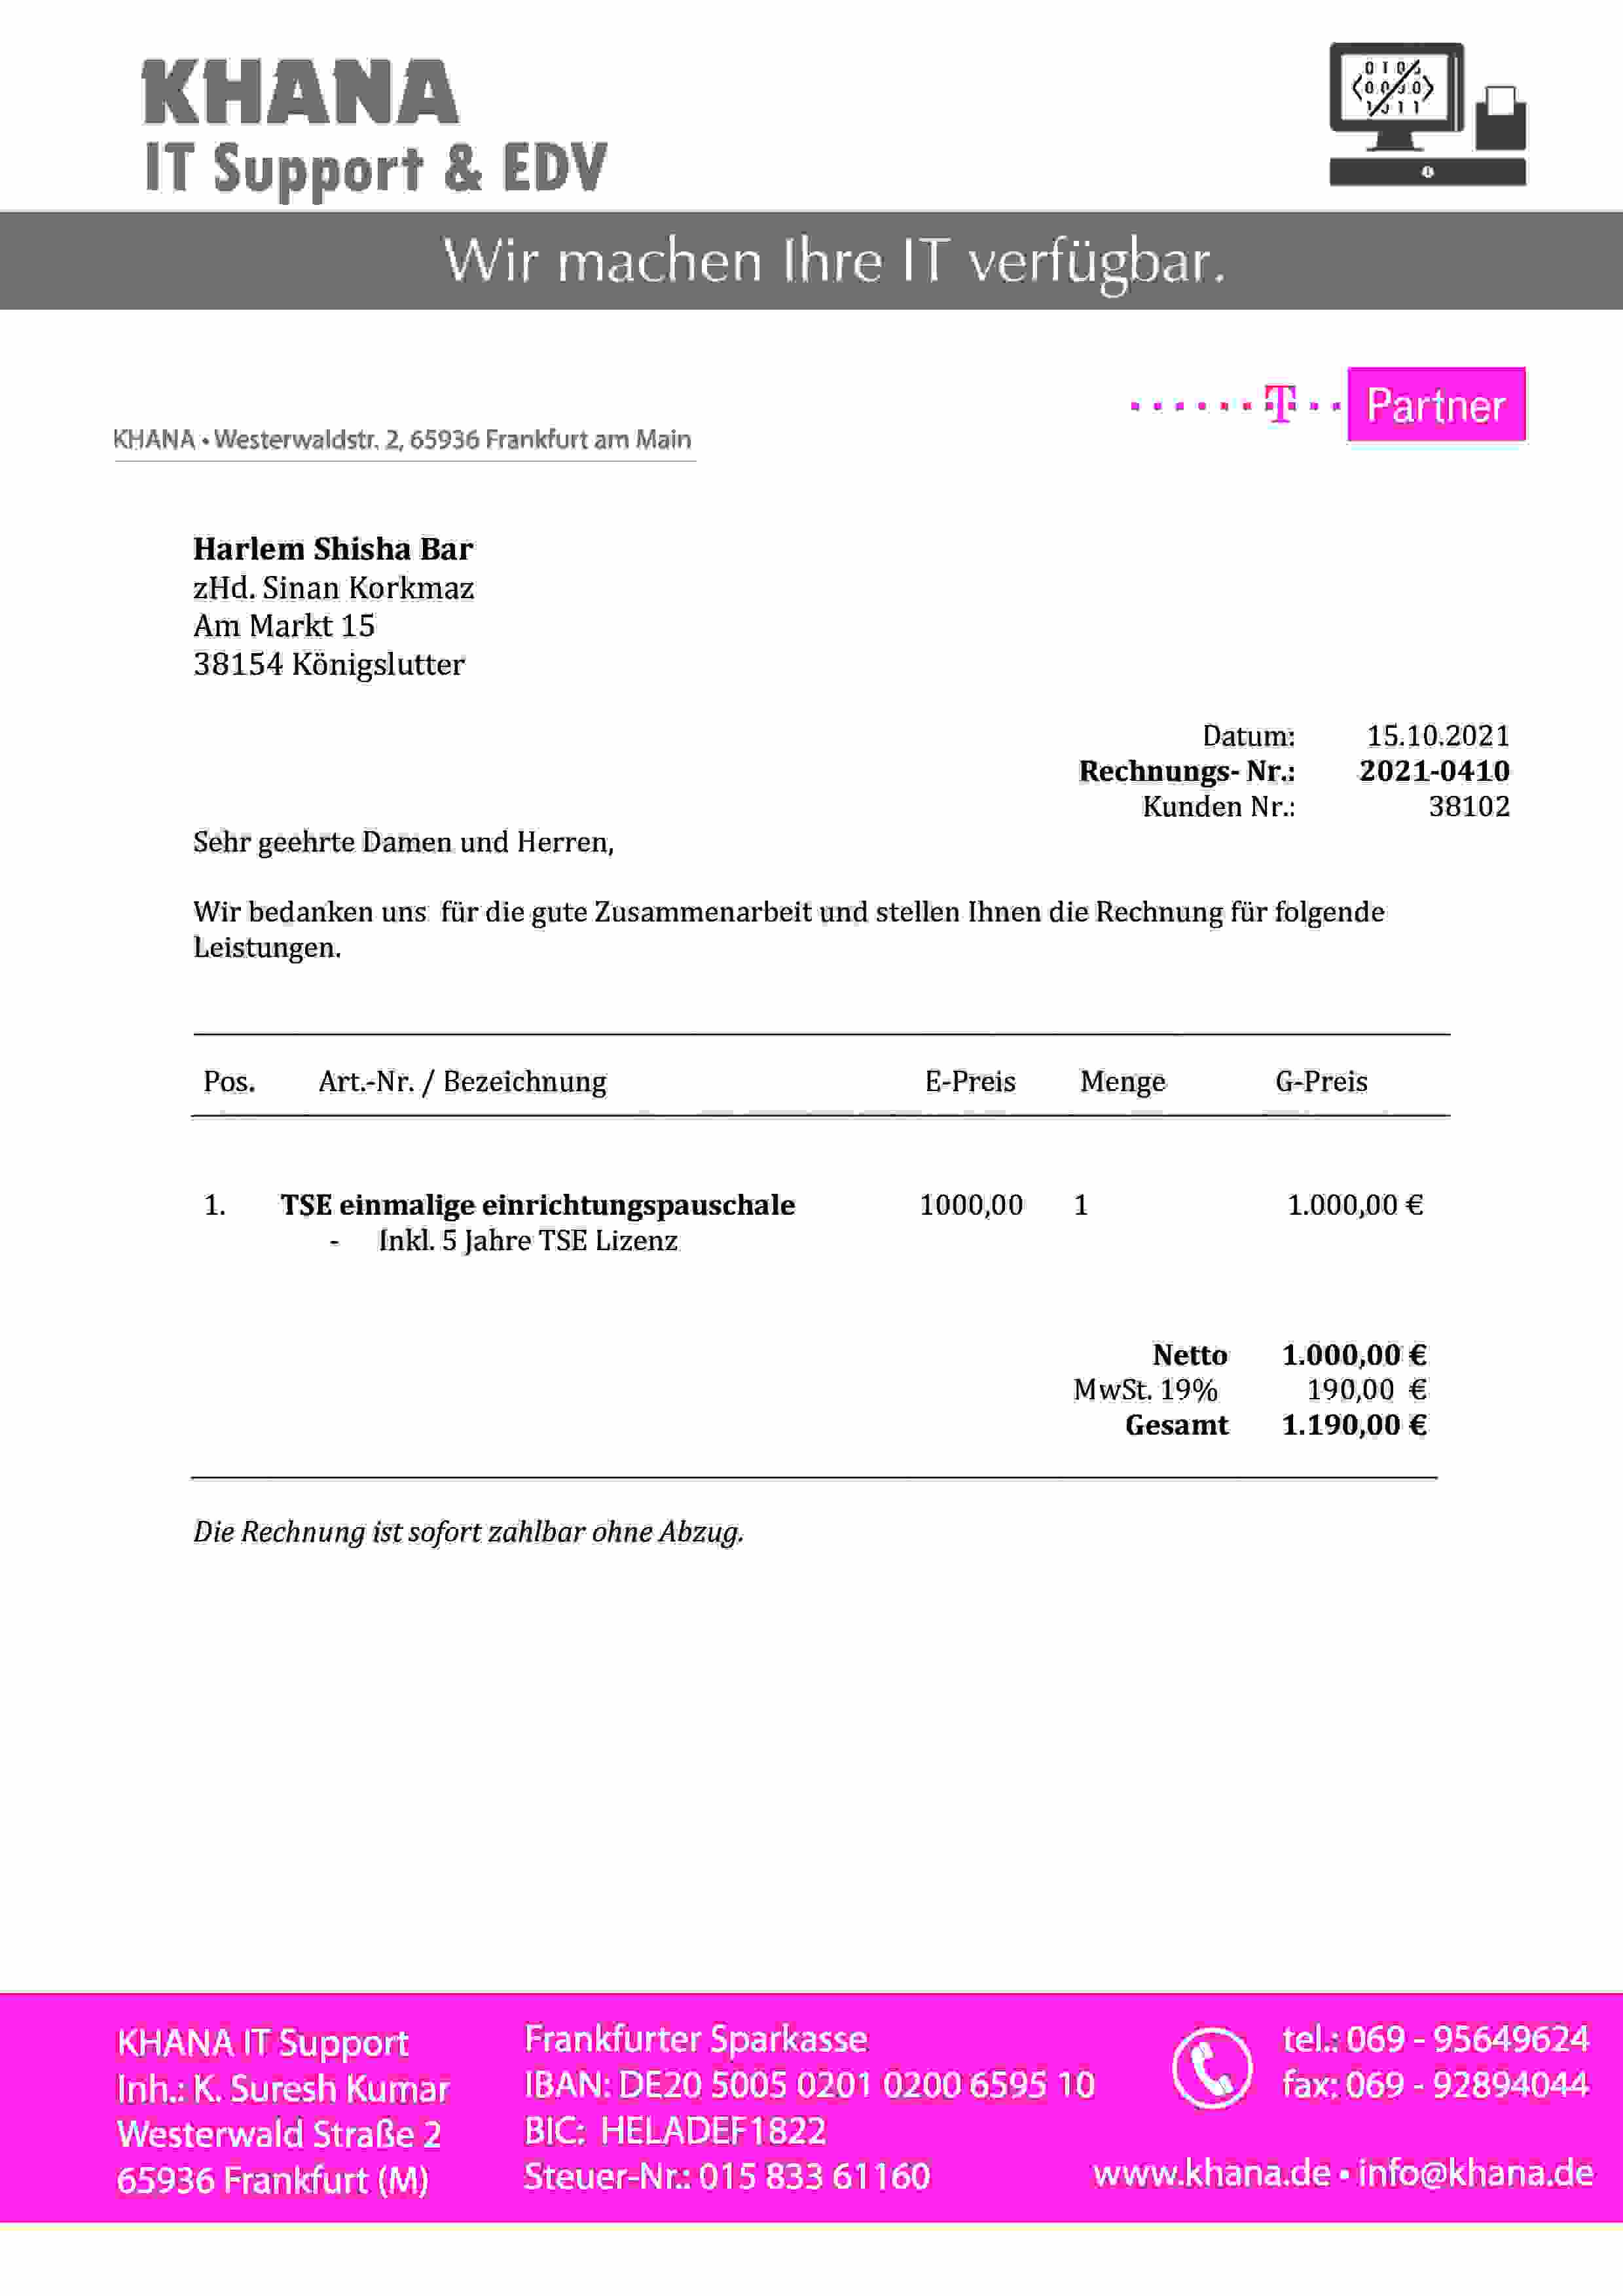 KHANA
IT Support & EDV
Wir machen Ihre IT verfügbar.
T Partner
KHANA • Westerwaldstr. 2, 65936 Frankfurt am Main
Harlem Shisha Bar
zHd. Sinan Korkmaz
Am Markt 15
38154 Königslutter
Datum: 15.10.2021
Rechnungs- Nr.: 2021-0410
Kunden Nr.: 38102
Sehr geehrte Damen und Herren,
Wir bedanken uns für die gute Zusammenarbeit und stellen Ihnen die Rechnung für folgende
Leistungen.
Pos. Art.-Nr. / Bezeichnung E-Preis Menge G-Preis
1. TSE einmalige einrichtungspauschale 1000,00 1 1.000,00 €
- Inkl. 5 Jahre TSE Lizenz
Netto 1.000,00 €
MwSt. 19% 190,00 €
Gesamt 1.190,00 €
Die Rechnung ist sofort zahlbar ohne Abzug.
KHANA IT Support
Inh.: K. Suresh Kumar
Westerwald Straße 2
65936 Frankfurt (M)
Frankfurter Sparkasse
IBAN: DE20 5005 0201 0200 6595 10
BIC: HELADEF1822
Steuer-Nr.: 015 833 61160
tel.: 069 - 95649624
fax: 069 - 92894044
www.khana.de • info@khana.de